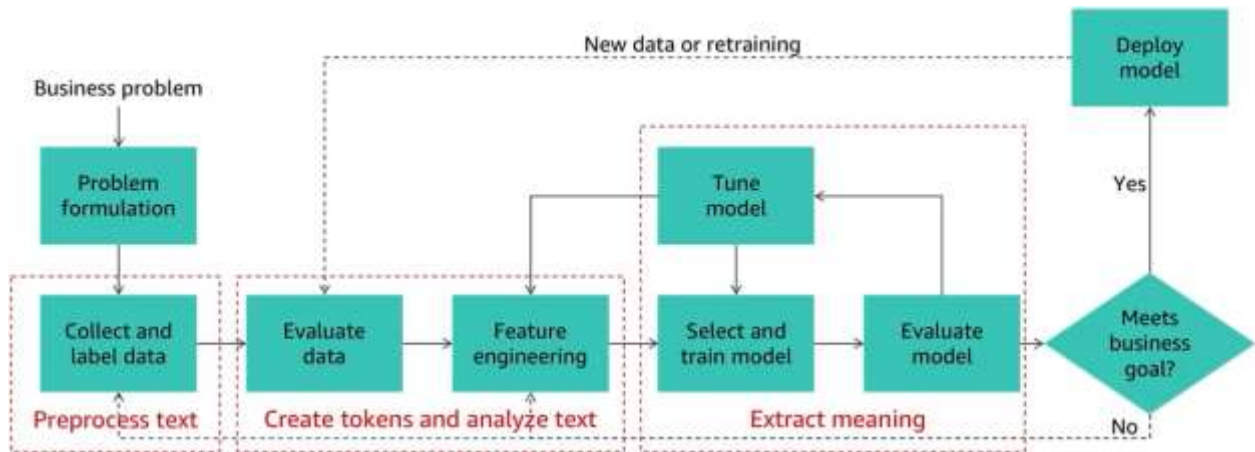 New data or retraining
Deploy
model
Business problem
Problem
formulation
Tune
model
Yes
Collect and
label data
Evaluate
data
Feature
engineering
Select and
train model
Evaluate
model
Meets
business
goal?
Preprocess text
Create tokens and analyze text
Extract meaning
No